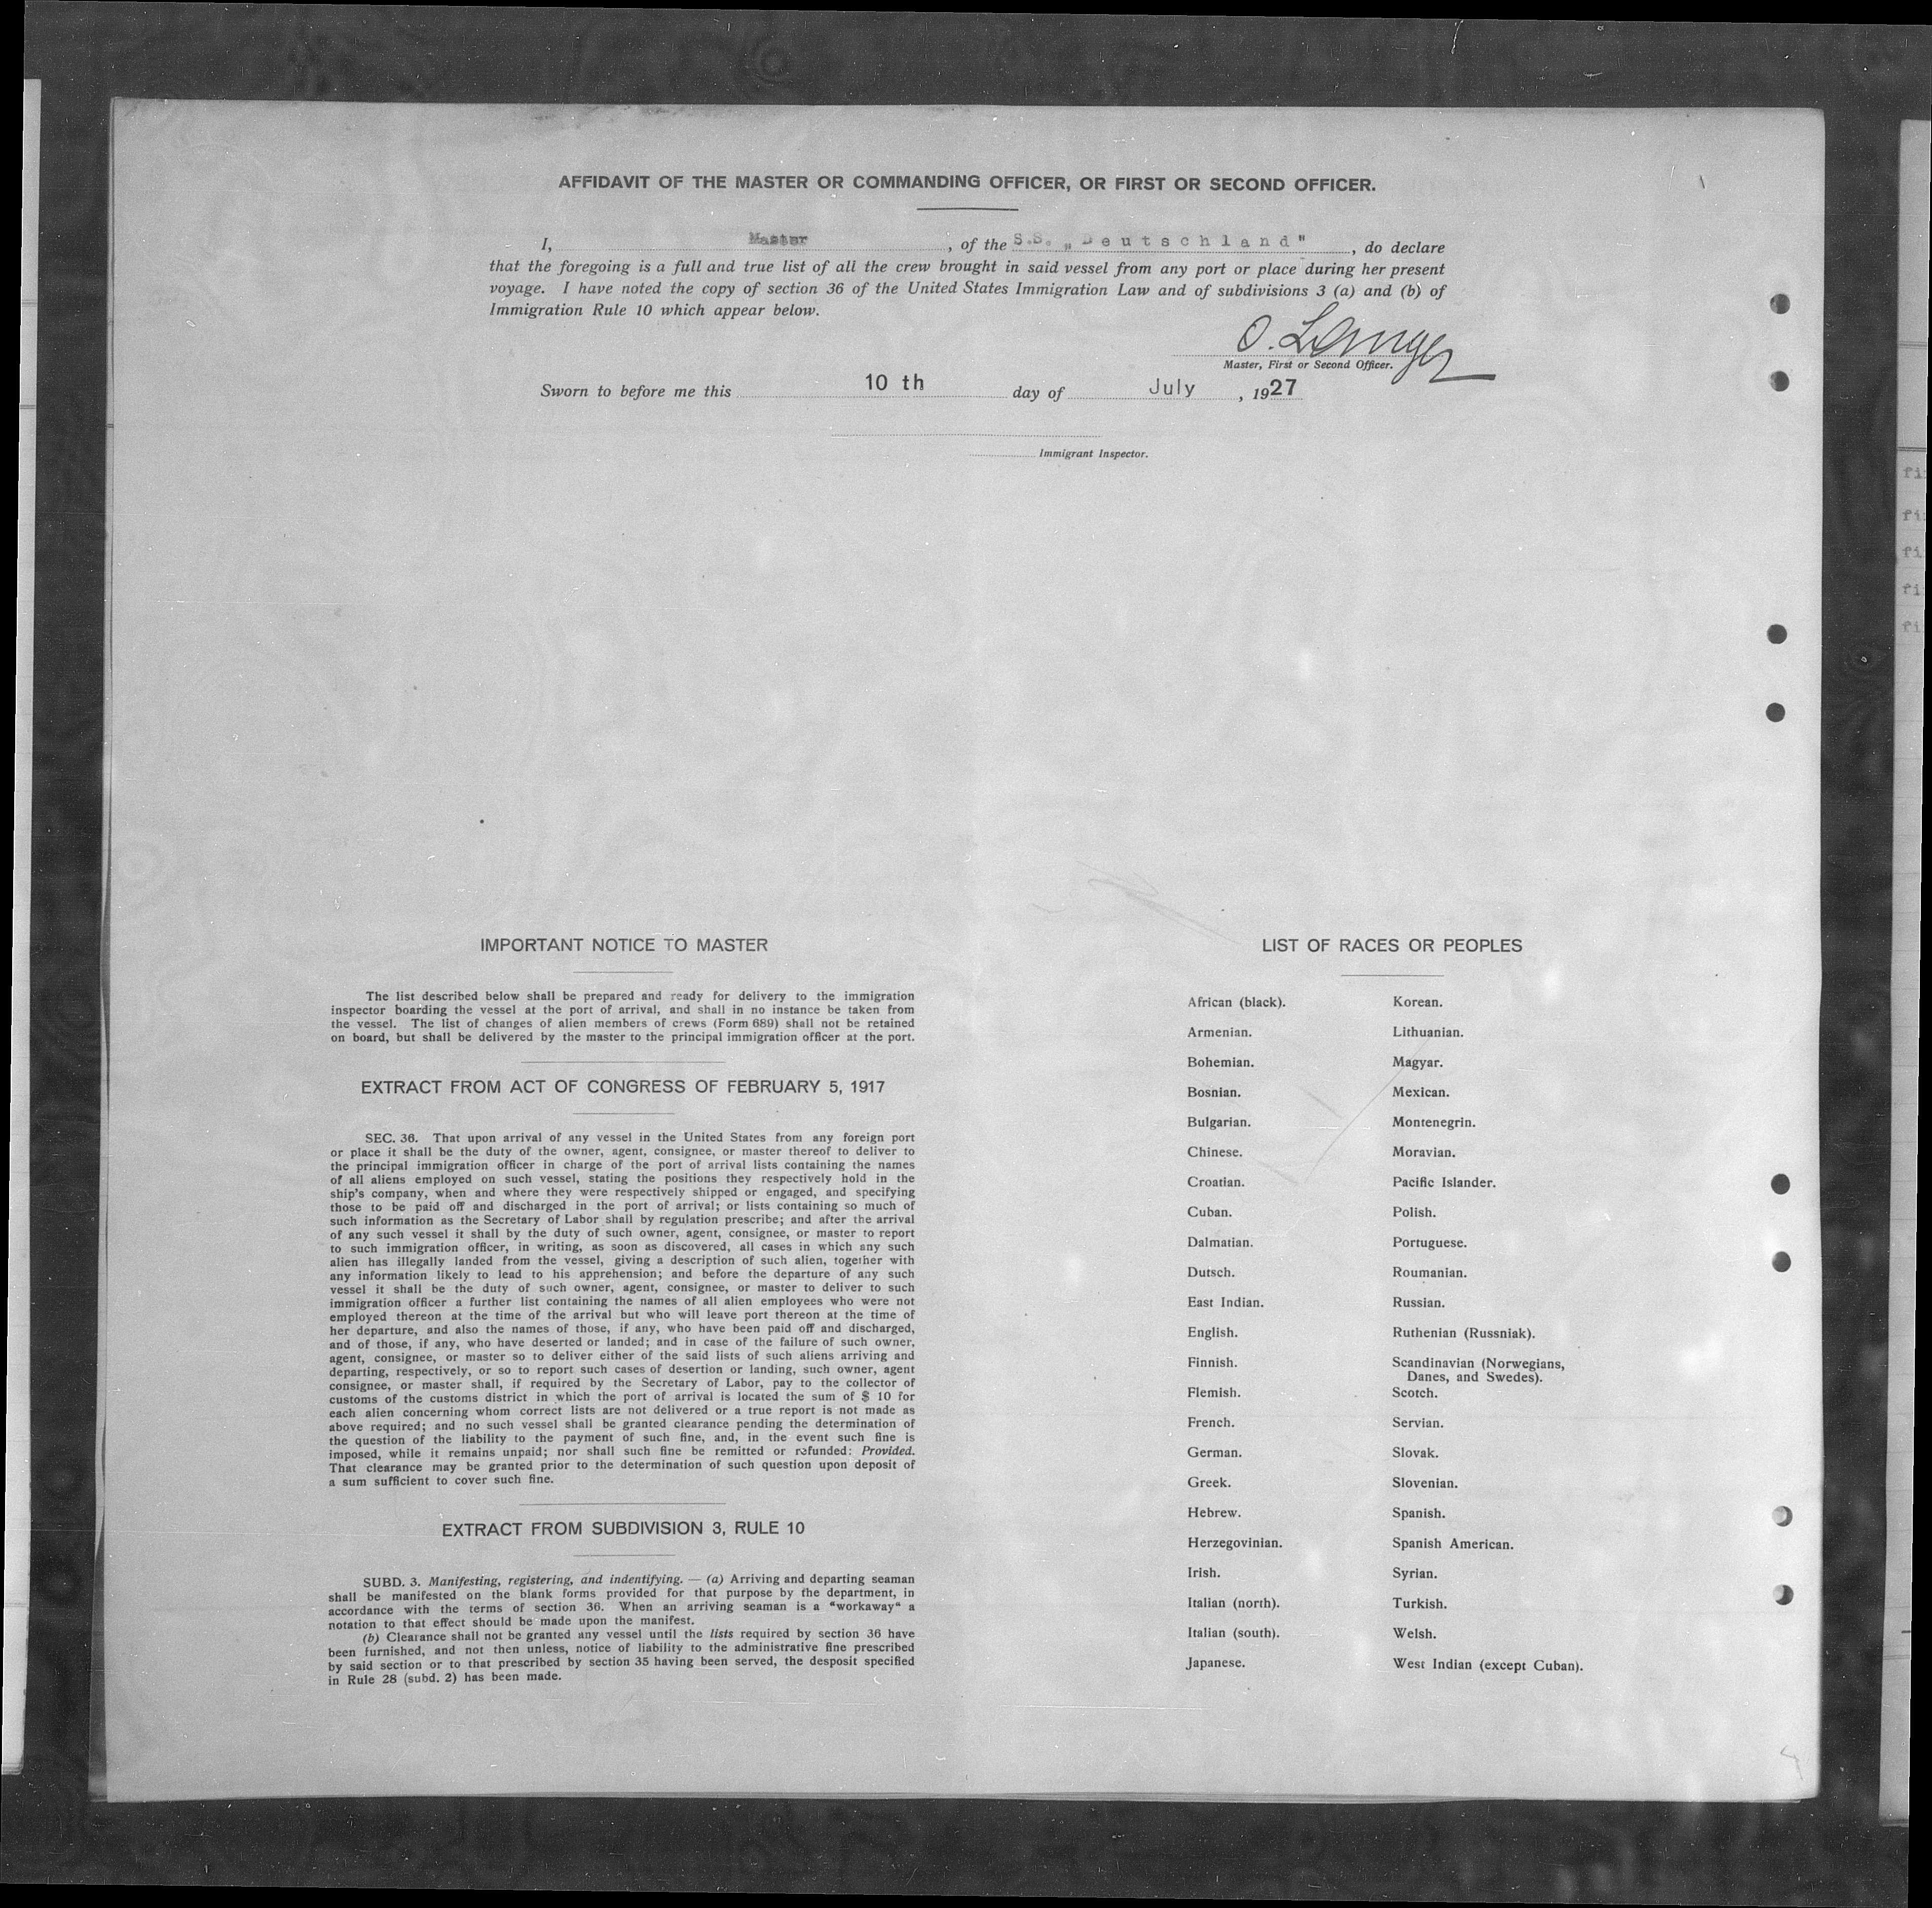 AFFIDAVIT OF THE MASTER OR COMMANDING OFFICER, OR FIRST OR SECOND OFFICER.
I, Master, of the S.S. „Deutschland", do declare
that the foregoing is a full and true list of all the crew brought in said vessel from any port or place during her present
voyage. I have noted the copy of section 36 of the United States Immigration Law and of subdivisions 3 (a) and (b) of
Immigration Rule 10 which appear below.
O. Langer
Master, First or Second Officer.
Sworn to before me this 10 th day of July, 1927
Immigrant Inspector.
IMPORTANT NOTICE TO MASTER
The list described below shall be prepared and ready for delivery to the immigration
inspector boarding the vessel at the port of arrival, and shall in no instance be taken from
the vessel. The list of changes of alien members of crews (Form 689) shall not be retained
on board, but shall be delivered by the master to the principal immigration officer at the port.
EXTRACT FROM ACT OF CONGRESS OF FEBRUARY 5, 1917
SEC. 36. That upon arrival of any vessel in the United States from any foreign port
or place it shall be the duty of the owner, agent, consignee, or master thereof to deliver to
the principal immigration officer in charge of the port of arrival lists containing the names
of all aliens employed on such vessel, stating the positions they respectively hold in the
ship's company, when and where they were respectively shipped or engaged, and specifying
those to be paid off and discharged in the port of arrival; or lists containing so much of
such information as the Secretary of Labor shall by regulation prescribe; and after the arrival
of any such vessel it shall by the duty of such owner, agent, consignee, or master to report
to such immigration officer, in writing, as soon as discovered, all cases in which any such
alien has illegally landed from the vessel, giving a description of such alien, together with
any information likely to lead to his apprehension; and before the departure of any such
vessel it shall be the duty of such owner, agent, consignee, or master to deliver to such
immigration officer a further list containing the names of all alien employees who were not
employed thereon at the time of the arrival but who will leave port thereon at the time of
her departure, and also the names of those, if any, who have been paid off and discharged,
and of those, if any, who have deserted or landed; and in case of the failure of such owner,
agent, consignee, or master so to deliver either of the said lists of such aliens arriving and
departing, respectively, or so to report such cases of desertion or landing, such owner, agent
consignee, or master shall, if required by the Secretary of Labor, pay to the collector of
customs of the customs district in which the port of arrival is located the sum of $ 10 for
each alien concerning whom correct lists are not delivered or a true report is not made as
above required; and no such vessel shall be granted clearance pending the determination of
the question of the liability to the payment of such fine, and, in the event such fine is
imposed, while it remains unpaid; nor shall such fine be remitted or refunded: Provided.
That clearance may be granted prior to the determination of such question upon deposit of
a sum sufficient to cover such fine.
EXTRACT FROM SUBDIVISION 3, RULE 10
SUBD. 3. Manifesting, registering, and indentifying. — (a) Arriving and departing seaman
shall be manifested on the blank forms provided for that purpose by the department, in
accordance with the terms of section 36. When an arriving seaman is a "workaway" a
notation to that effect should be made upon the manifest.
(b) Clearance shall not be granted any vessel until the lists required by section 36 have
been furnished, and not then unless, notice of liability to the administrative fine prescribed
by said section or to that prescribed by section 35 having been served, the desposit specified
in Rule 28 (subd. 2) has been made.
LIST OF RACES OR PEOPLES
African (black).
Armenian.
Bohemian.
Bosnian.
Bulgarian.
Chinese.
Croatian.
Cuban.
Dalmatian.
Dutsch.
East Indian.
English.
Finnish.
Flemish.
French.
German.
Greek.
Hebrew.
Herzegovinian.
Irish.
Italian (north).
Italian (south).
Japanese.
Korean.
Lithuanian.
Magyar.
Mexican.
Montenegrin.
Moravian.
Pacific Islander.
Polish.
Portuguese.
Roumanian.
Russian.
Ruthenian (Russniak).
Scandinavian (Norwegians,
Danes, and Swedes).
Scotch.
Servian.
Slovak.
Slovenian.
Spanish.
Spanish American.
Syrian.
Turkish.
Welsh.
West Indian (except Cuban).